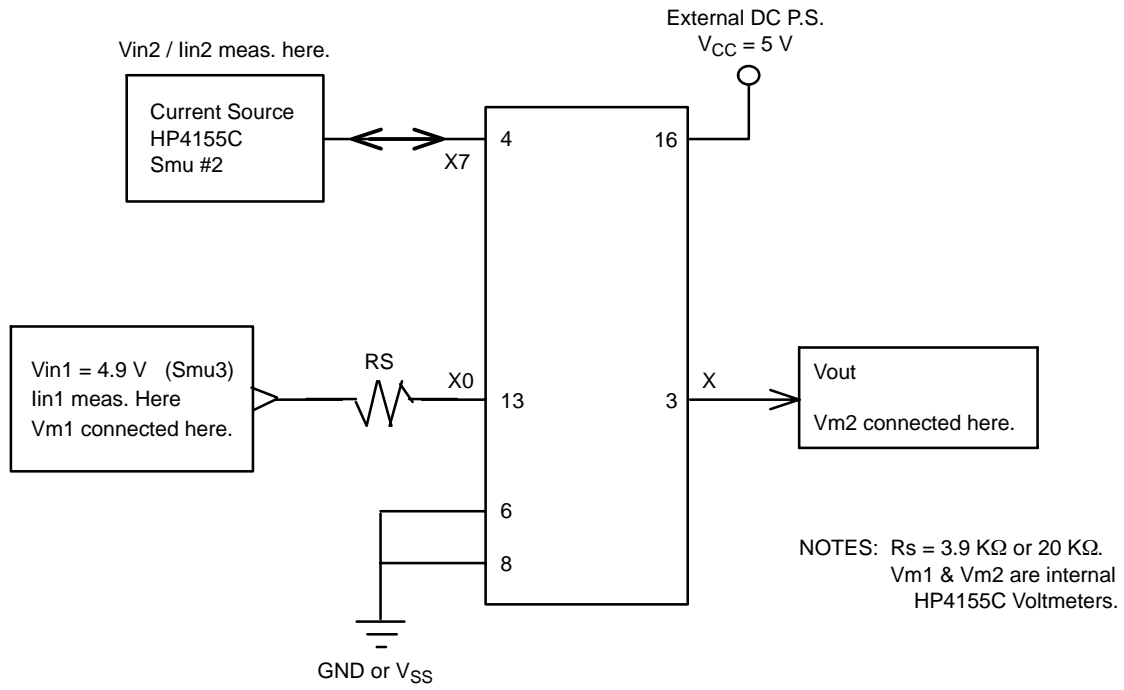 External DC P.S.
VCC = 5 V
Vin2 / Iin2 meas. here.
Current Source
HP4155C
Smu #2
X7
4
16
Vin1 = 4.9 V (Smu3)
Iin1 meas. Here
Vm1 connected here.
RS
X0
13
3
X
Vout
Vm2 connected here.
6
8
GND or VSS
NOTES: Rs = 3.9 KΩ or 20 KΩ.
Vm1 & Vm2 are internal
HP4155C Voltmeters.